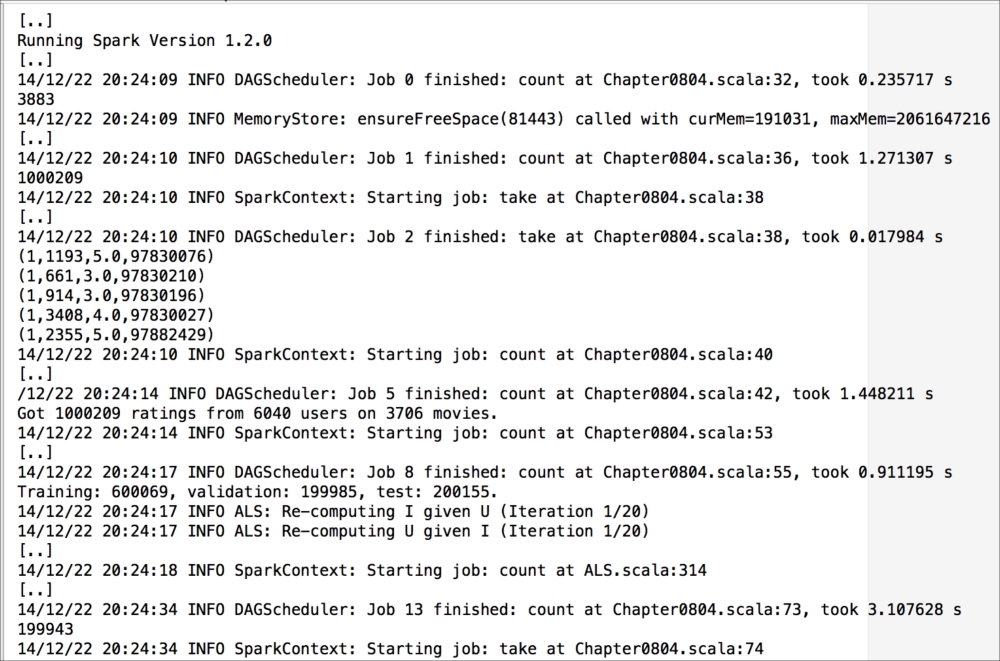 [..]
Running Spark Version 1.2.0
[..]
14/12/22 20:24:09 INFO DAGScheduler: Job 0 finished: count at Chapter0804.scala:32, took 0.235717 s
3883
14/12/22 20:24:09 INFO MemoryStore: ensureFreeSpace(81443) called with curMem=191031, maxMem=2061647216
[..]
14/12/22 20:24:10 INFO DAGScheduler: Job 1 finished: count at Chapter0804.scala:36, took 1.271307 s
1000209
14/12/22 20:24:10 INFO SparkContext: Starting job: take at Chapter0804.scala:38
[..]
14/12/22 20:24:10 INFO DAGScheduler: Job 2 finished: take at Chapter0804.scala:38, took 0.017984 s
(1,1193,5.0,97830076)
(1,661,3.0,97830210)
(1,914,3.0,97830196)
(1,3408,4.0,97830027)
(1,2355,5.0,97882429)
14/12/22 20:24:10 INFO SparkContext: Starting job: count at Chapter0804.scala:40
[..]
/12/22 20:24:14 INFO DAGScheduler: Job 5 finished: count at Chapter0804.scala:42, took 1.448211 s
Got 1000209 ratings from 6040 users on 3706 movies.
14/12/22 20:24:14 INFO SparkContext: Starting job: count at Chapter0804.scala:53
[..]
14/12/22 20:24:17 INFO DAGScheduler: Job 8 finished: count at Chapter0804.scala:55, took 0.911195 s
Training: 600069, validation: 199985, test: 200155.
14/12/22 20:24:17 INFO ALS: Re-computing I given U (Iteration 1/20)
14/12/22 20:24:17 INFO ALS: Re-computing U given I (Iteration 1/20)
[..]
14/12/22 20:24:18 INFO SparkContext: Starting job: count at ALS.scala:314
[..]
14/12/22 20:24:34 INFO DAGScheduler: Job 13 finished: count at Chapter0804.scala:73, took 3.107628 s
199943
14/12/22 20:24:34 INFO SparkContext: Starting job: take at Chapter0804.scala:74